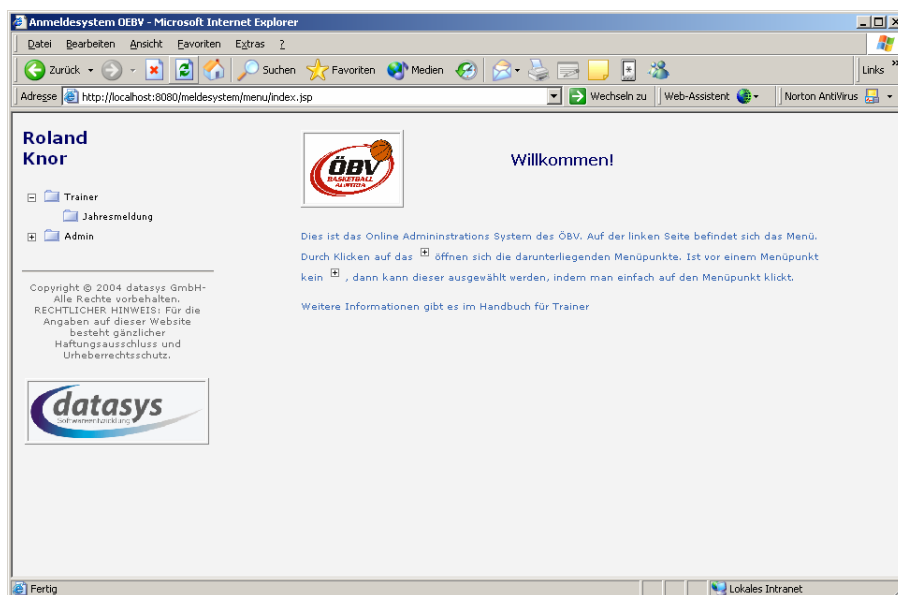 Anmeldesystem OEBV - Microsoft Internet Explorer
Datei Bearbeiten Ansicht Favoriten Extras ?
Zurück Suchen Favoriten Medien Links »
Adresse http://localhost:8080/meldesystem/menu/index.jsp Wechseln zu Web-Assistent Norton AntiVirus
Roland
Knor
Trainer
Jahresmeldung
Admin
Copyright © 2004 datasys GmbH-
Alle Rechte vorbehalten.
RECHTLICHER HINWEIS: Für die
Angaben auf dieser Website
besteht gänzlicher
Haftungsausschluss und
Urheberrechtsschutz.
datasys
Softwareentwicklung
ÖBV
BASKETBALL
AUSTRIA
Willkommen!
Dies ist das Online Admininstrations System des ÖBV. Auf der linken Seite befindet sich das Menü.
Durch Klicken auf das öffnen sich die darunterliegenden Menüpunkte. Ist vor einem Menüpunkt
kein , dann kann dieser ausgewählt werden, indem man einfach auf den Menüpunkt klickt.
Weitere Informationen gibt es im Handbuch für Trainer
Fertig Lokales Intranet